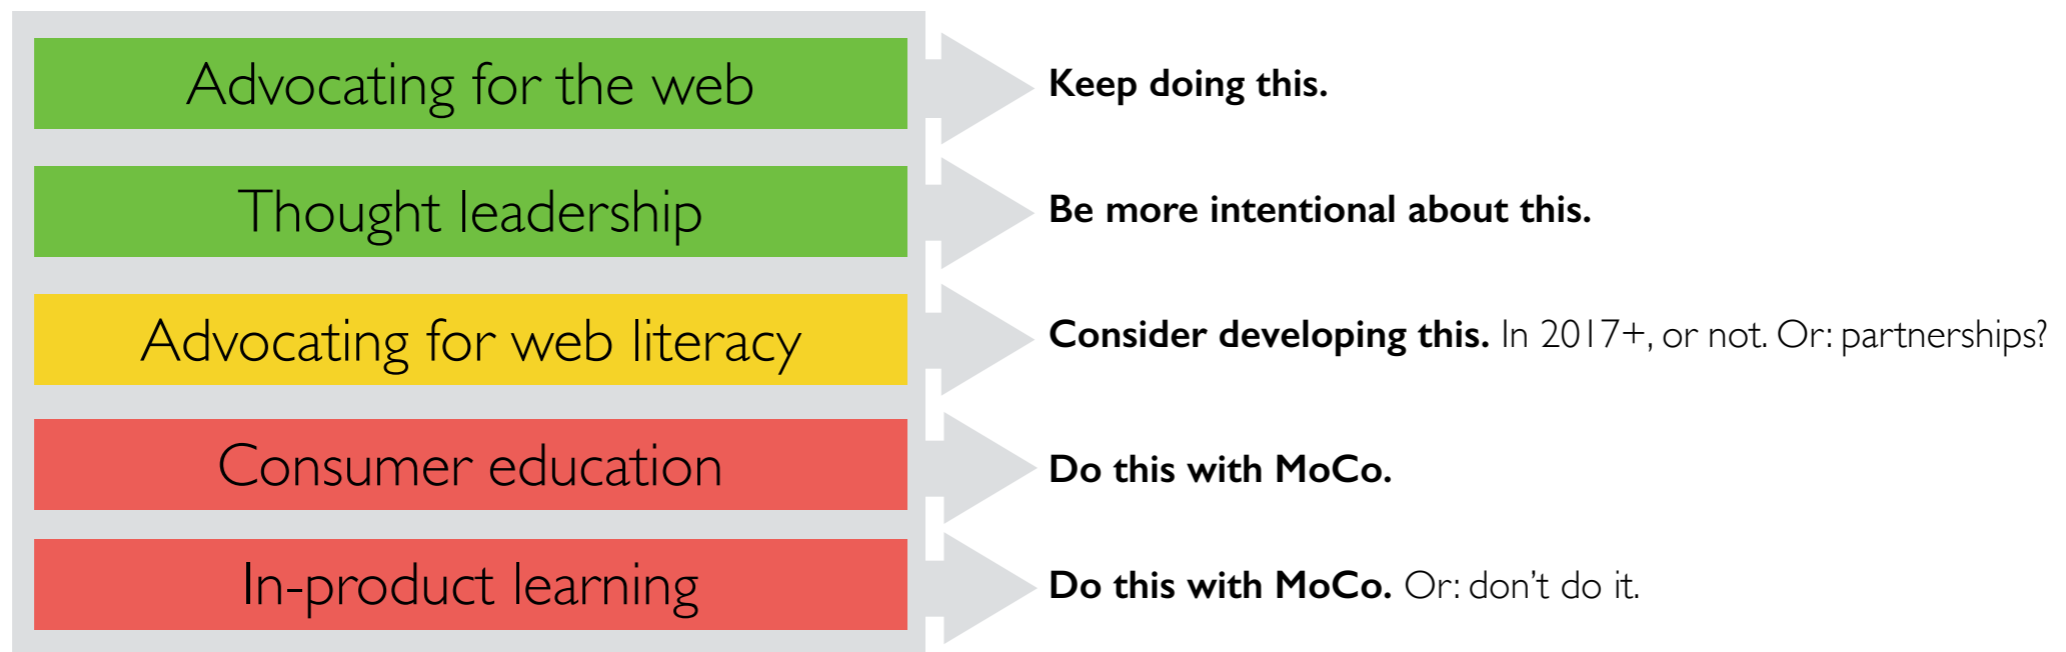 Advocating for the web
Keep doing this.
Thought leadership
Be more intentional about this.
Advocating for web literacy
Consider developing this. In 2017+, or not. Or: partnerships?
Consumer education
Do this with MoCo.
In-product learning
Do this with MoCo. Or: don’t do it.